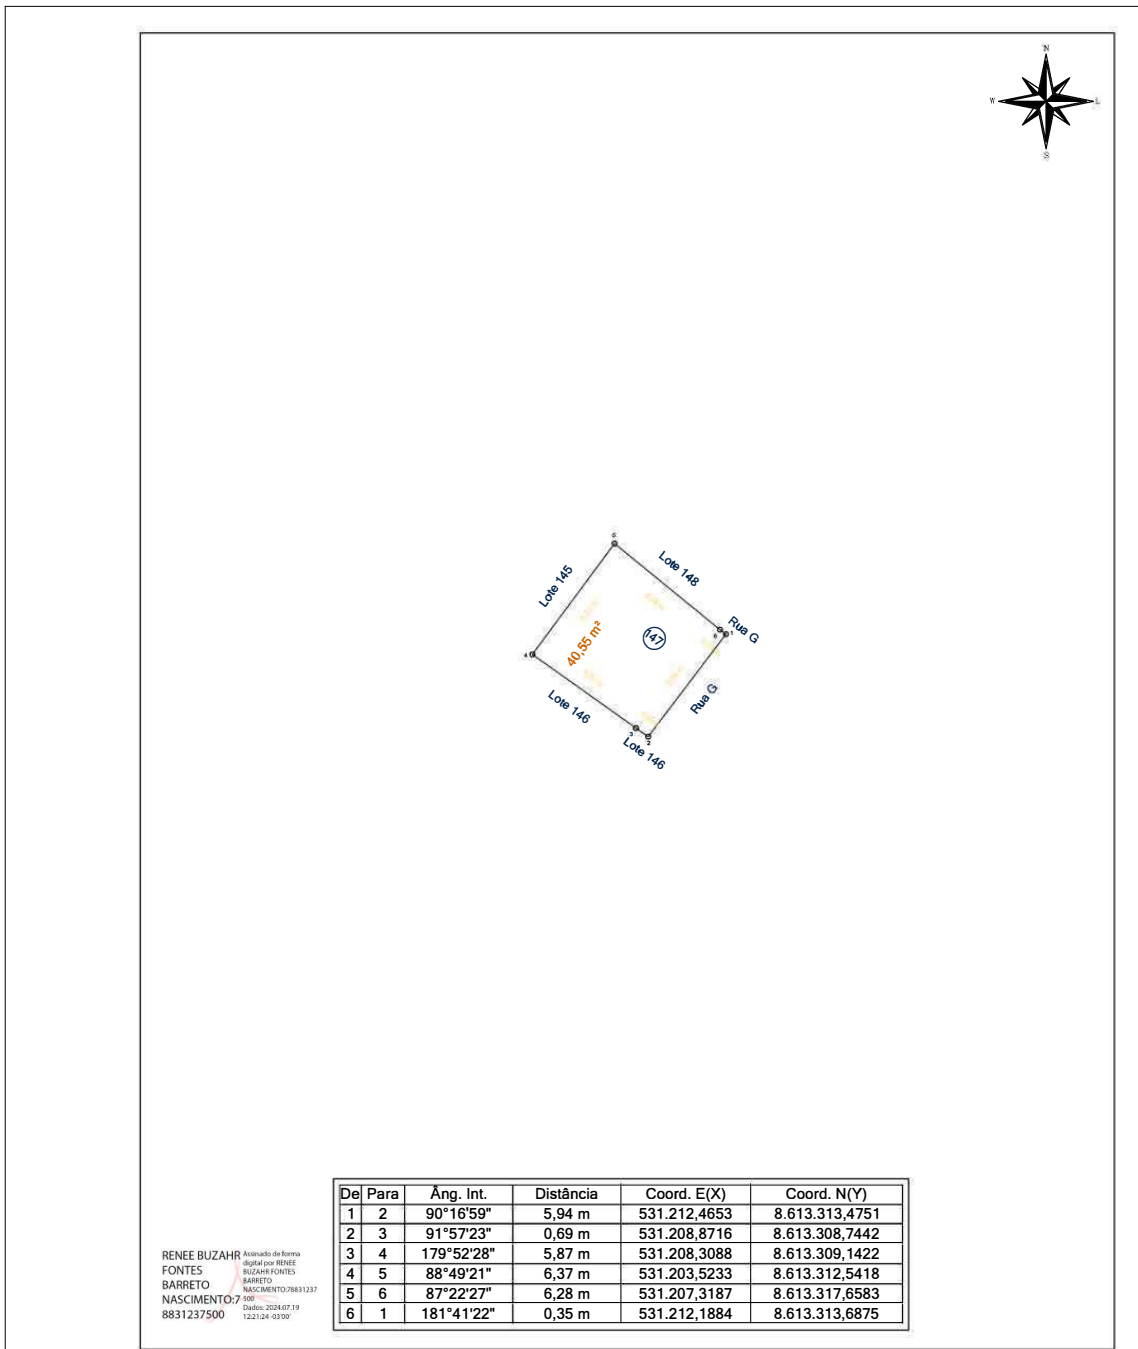 N
W
L
S
5
Lote 145
Lote 148
Rua G
6
1
147
40,55 m²
4
Rua G
Lote 146
3
2
Lote 146
De Para Âng. Int. Distância Coord. E(X) Coord. N(Y)
1 2 90°16'59" 5,94 m 531.212,4653 8.613.313,4751
2 3 91°57'23" 0,69 m 531.208,8716 8.613.308,7442
3 4 179°52'28" 5,87 m 531.208,3088 8.613.309,1422
4 5 88°49'21" 6,37 m 531.203,5233 8.613.312,5418
5 6 87°22'27" 6,28 m 531.207,3187 8.613.317,6583
6 1 181°41'22" 0,35 m 531.212,1884 8.613.313,6875
RENEE BUZAHR
FONTES
BARRETO
NASCIMENTO:7
8831237500
Assinado de forma
digital por RENEE
BUZAHR FONTES
BARRETO
NASCIMENTO:78831237
500
Dados: 2024.07.19
12:21:24 -03'00'